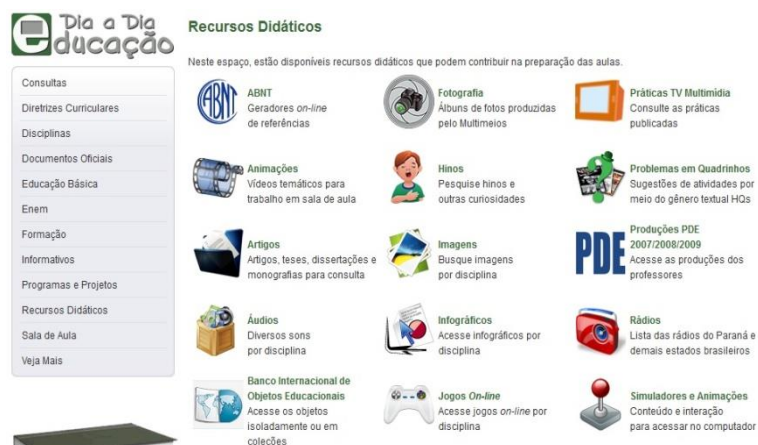 Dia a Dia
educação
Consultas
Diretrizes Curriculares
Disciplinas
Documentos Oficiais
Educação Básica
Enem
Formação
Informativos
Programas e Projetos
Recursos Didáticos
Sala de Aula
Veja Mais
Recursos Didáticos
Neste espaço, estão disponíveis recursos didáticos que podem contribuir na preparação das aulas.
ABNT
ABNT
Geradores on-line
de referências
Fotografia
Álbuns de fotos produzidas
pelo Multimeios
Práticas TV Multimídia
Consulte as práticas
publicadas
Animações
Vídeos temáticos para
trabalho em sala de aula
Hinos
Pesquise hinos e
outras curiosidades
Problemas em Quadrinhos
Sugestões de atividades por
meio do gênero textual HQs
Artigos
Artigos, teses, dissertações e
monografias para consulta
Imagens
Busque imagens
por disciplina
PDE
Produções PDE
2007/2008/2009
Acesse as produções dos
professores
Áudios
Diversos sons
por disciplina
Infográficos
Acesse infográficos por
disciplina
Rádios
Lista das rádios do Paraná e
demais estados brasileiros
Banco Internacional de
Objetos Educacionais
Acesse os objetos
isoladamente ou em
coleções
Jogos On-line
Acesse jogos on-line por
disciplina
Simuladores e Animações
Conteúdo e interação
para acessar no computador